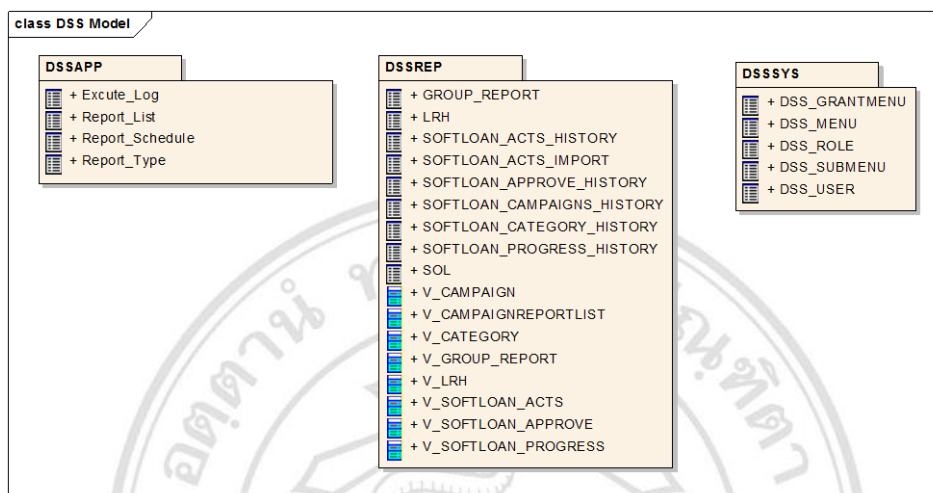 class DSS Model
DSSAPP
+ Excute_Log
+ Report_List
+ Report_Schedule
+ Report_Type
DSSREP
+ GROUP_REPORT
+ LRH
+ SOFTLOAN_ACTS_HISTORY
+ SOFTLOAN_ACTS_IMPORT
+ SOFTLOAN_APPROVE_HISTORY
+ SOFTLOAN_CAMPAIGNS_HISTORY
+ SOFTLOAN_CATEGORY_HISTORY
+ SOFTLOAN_PROGRESS_HISTORY
+ SOL
+ V_CAMPAIGN
+ V_CAMPAIGNREPORTLIST
+ V_CATEGORY
+ V_GROUP_REPORT
+ V_LRH
+ V_SOFTLOAN_ACTS
+ V_SOFTLOAN_APPROVE
+ V_SOFTLOAN_PROGRESS
DSSSYS
+ DSS_GRANTMENU
+ DSS_MENU
+ DSS_ROLE
+ DSS_SUBMENU
+ DSS_USER